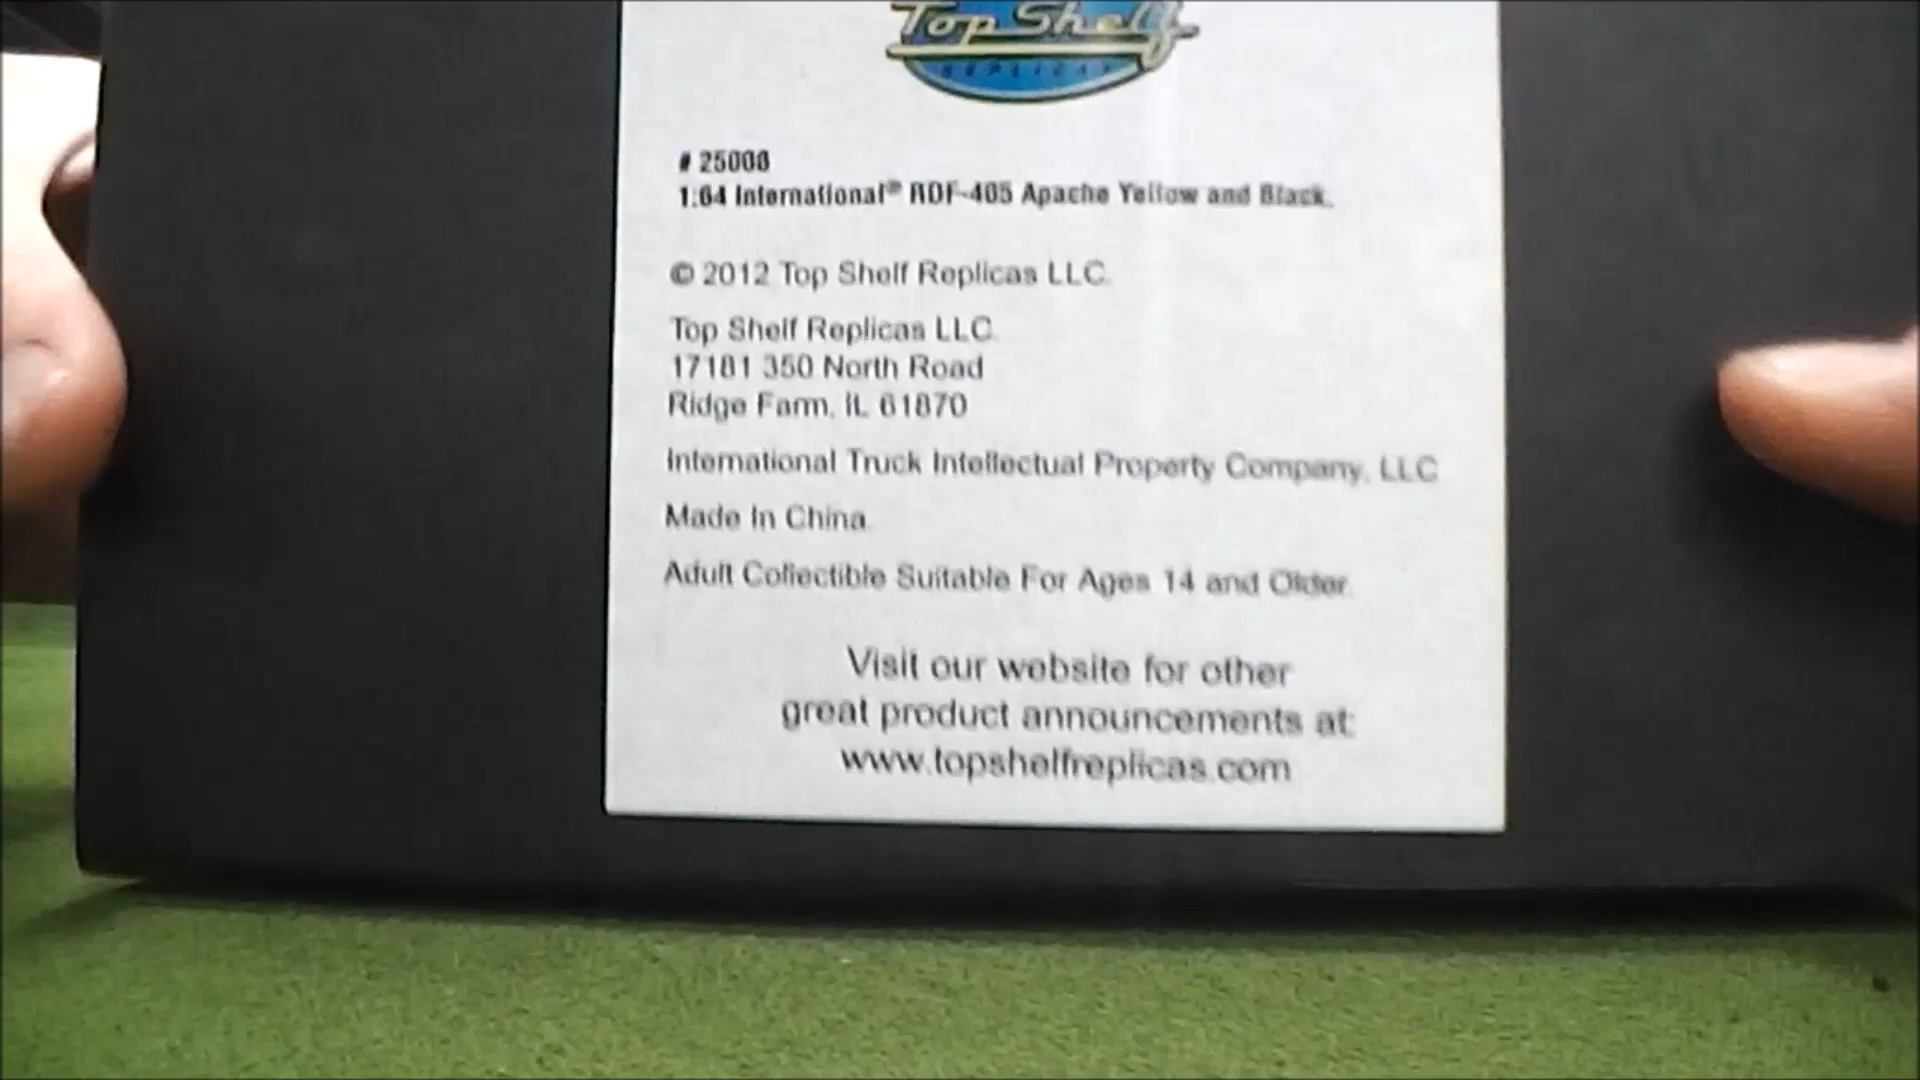 Top Shelf
REPLICAS
# 25008
1:64 International® RDF-405 Apache Yellow and Black.
© 2012 Top Shelf Replicas LLC.
Top Shelf Replicas LLC.
17181 350 North Road
Ridge Farm, IL 61870
International Truck Intellectual Property Company, LLC
Made In China.
Adult Collectible Suitable For Ages 14 and Older.
Visit our website for other
great product announcements at:
www.topshelfreplicas.com